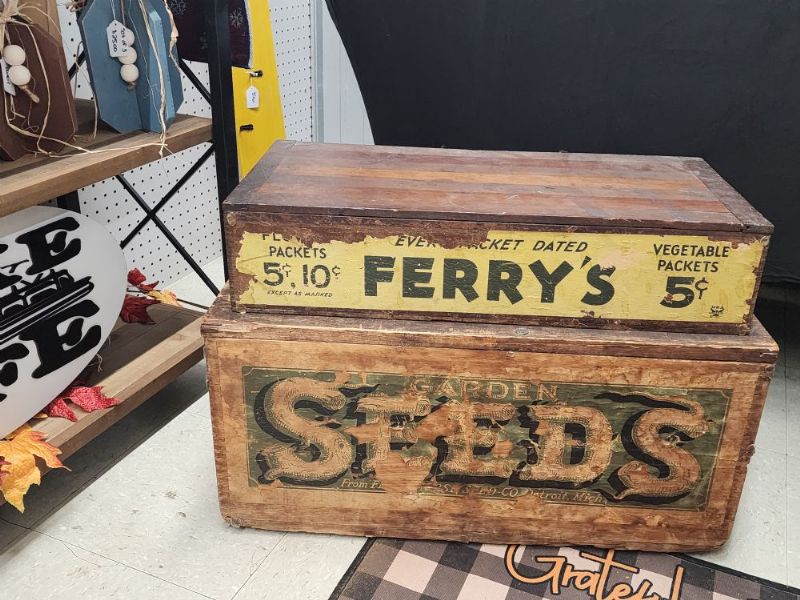 EVERY PACKET DATED
PACKETS
5¢, 10¢
EXCEPT AS MARKED
FERRY'S
VEGETABLE
PACKETS
5¢
GARDEN
SEEDS
SEED-CO Detroit, Mich.
Grateful